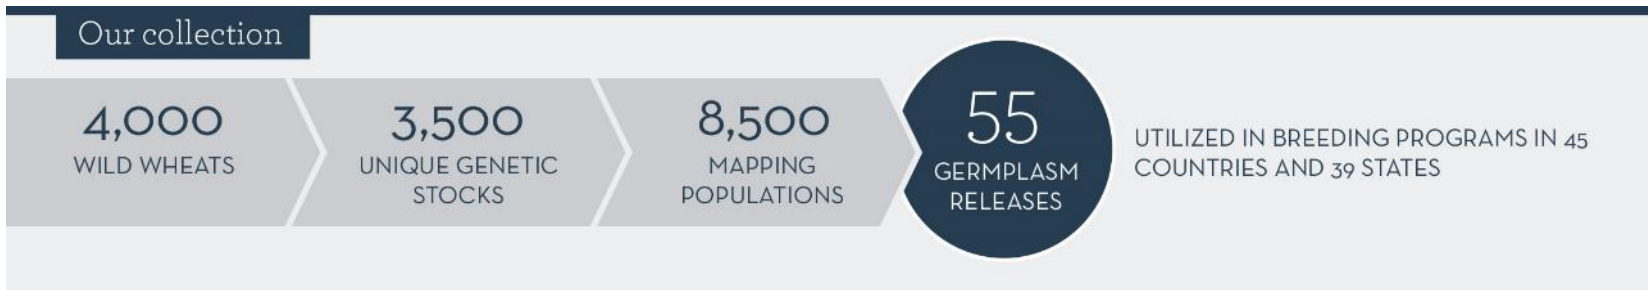 Our collection
4,000
WILD WHEATS
3,500
UNIQUE GENETIC
STOCKS
8,500
MAPPING
POPULATIONS
55
GERMPLASM
RELEASES
UTILIZED IN BREEDING PROGRAMS IN 45
COUNTRIES AND 39 STATES